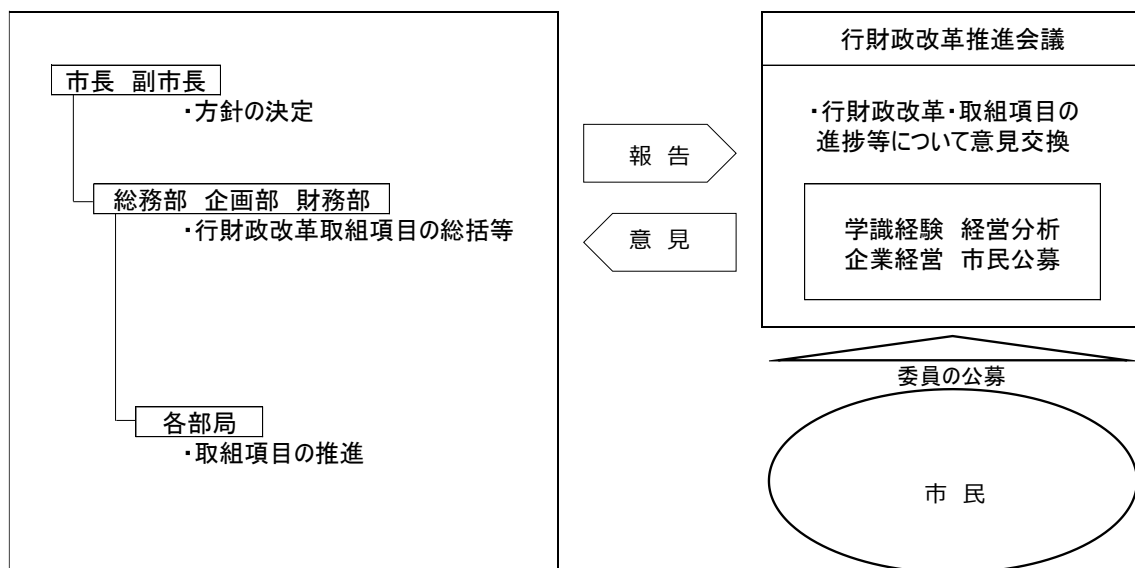 市長 副市長
・方針の決定
総務部 企画部 財務部
・行財政改革取組項目の総括等
各部局
・取組項目の推進
報 告
意 見
行財政改革推進会議
・行財政改革・取組項目の
進捗等について意見交換
学識経験 経営分析
企業経営 市民公募
委員の公募
市 民